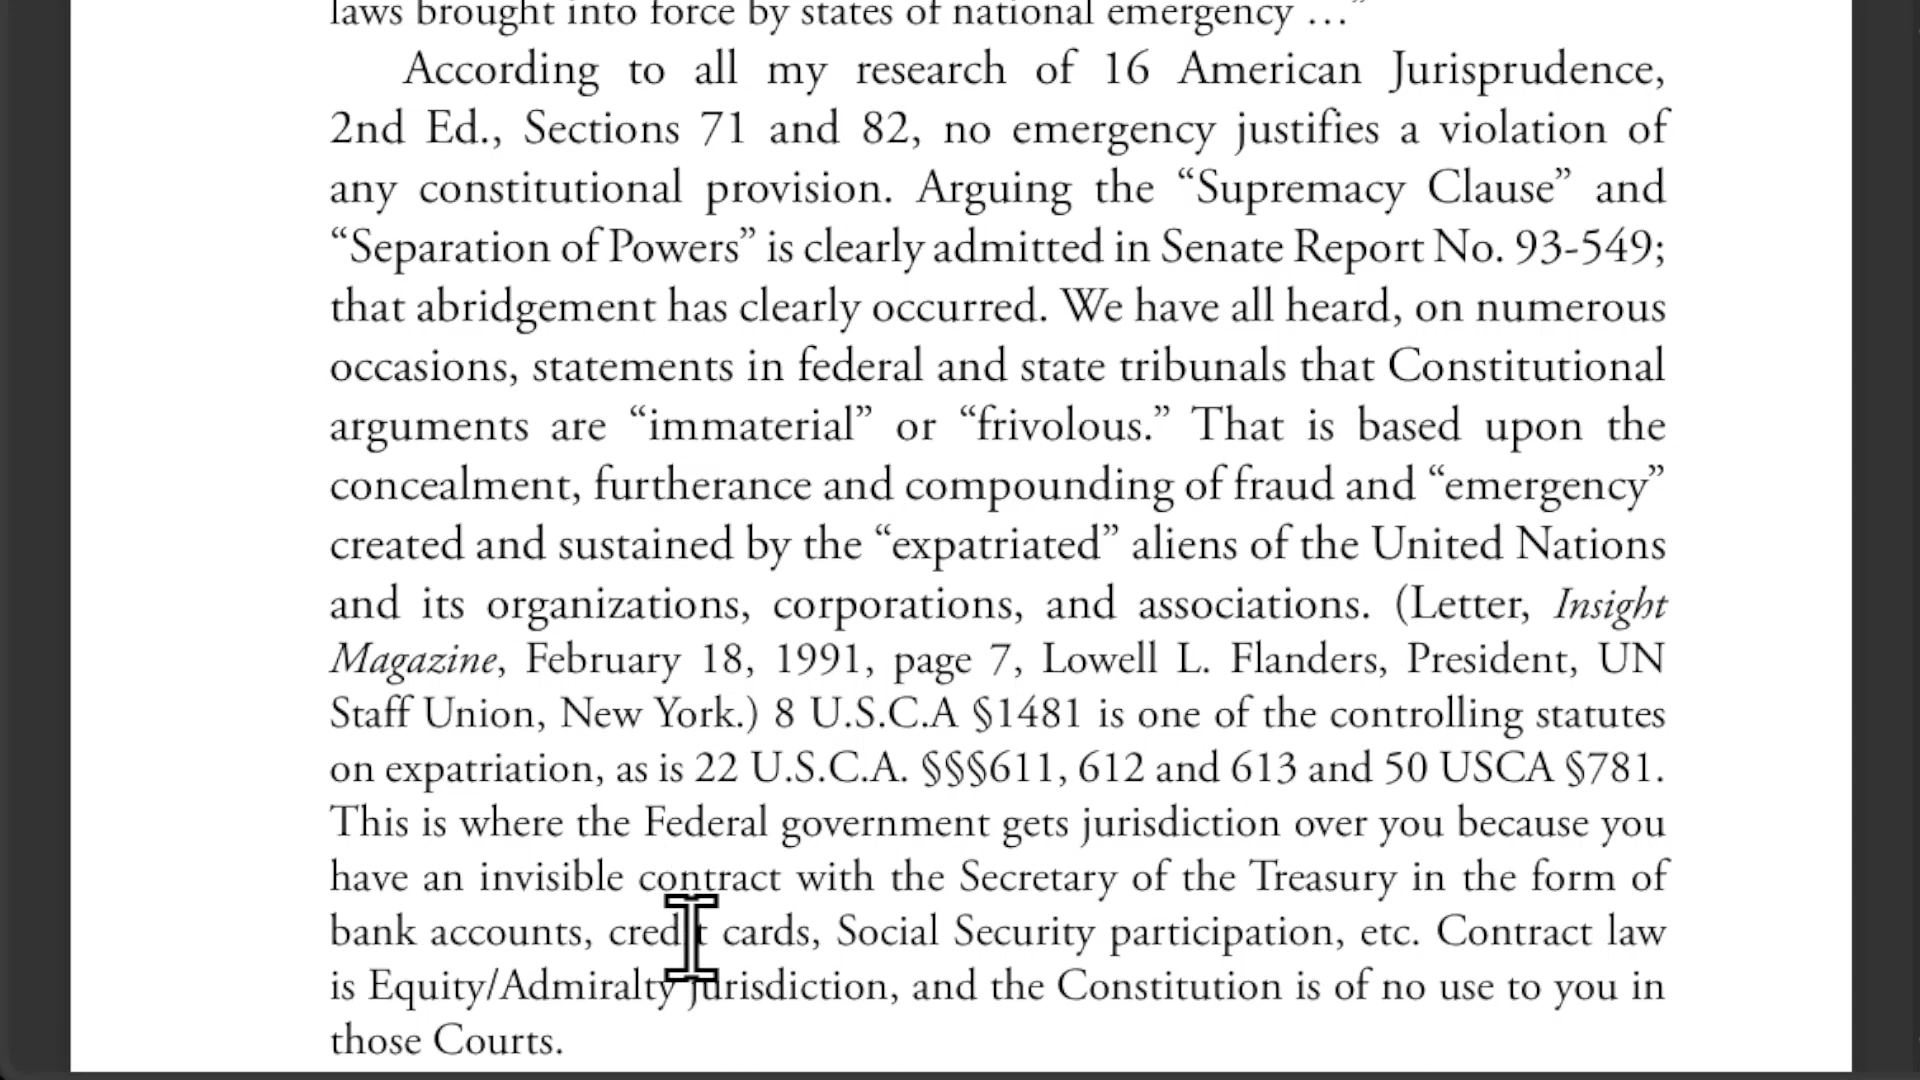 laws brought into force by states of national emergency …”
According to all my research of 16 American Jurisprudence,
2nd Ed., Sections 71 and 82, no emergency justifies a violation of
any constitutional provision. Arguing the “Supremacy Clause” and
“Separation of Powers” is clearly admitted in Senate Report No. 93-549;
that abridgement has clearly occurred. We have all heard, on numerous
occasions, statements in federal and state tribunals that Constitutional
arguments are “immaterial” or “frivolous.” That is based upon the
concealment, furtherance and compounding of fraud and “emergency”
created and sustained by the “expatriated” aliens of the United Nations
and its organizations, corporations, and associations. (Letter, Insight
Magazine, February 18, 1991, page 7, Lowell L. Flanders, President, UN
Staff Union, New York.) 8 U.S.C.A §1481 is one of the controlling statutes
on expatriation, as is 22 U.S.C.A. §§§611, 612 and 613 and 50 USCA §781.
This is where the Federal government gets jurisdiction over you because you
have an invisible contract with the Secretary of the Treasury in the form of
bank accounts, credit cards, Social Security participation, etc. Contract law
is Equity/Admiralty jurisdiction, and the Constitution is of no use to you in
those Courts.